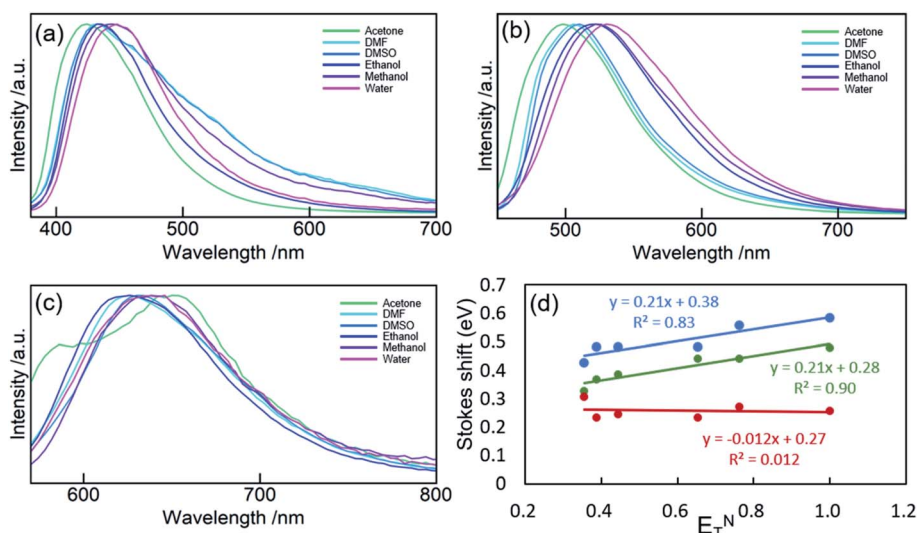 (a)
Acetone
DMF
DMSO
Ethanol
Methanol
Water
Intensity /a.u.
400 500 600 700
Wavelength /nm
(b)
Acetone
DMF
DMSO
Ethanol
Methanol
Water
Intensity /a.u.
500 600 700
Wavelength /nm
(c)
Acetone
DMF
DMSO
Ethanol
Methanol
Water
Intensity /a.u.
600 700 800
Wavelength /nm
(d)
y = 0.21x + 0.38
R² = 0.83
y = 0.21x + 0.28
R² = 0.90
y = -0.012x + 0.27
R² = 0.012
Stokes shift (eV)
0.7
0.6
0.5
0.4
0.3
0.2
0.1
0
0.2 0.4 0.6 0.8 1.0 1.2
E_T^N